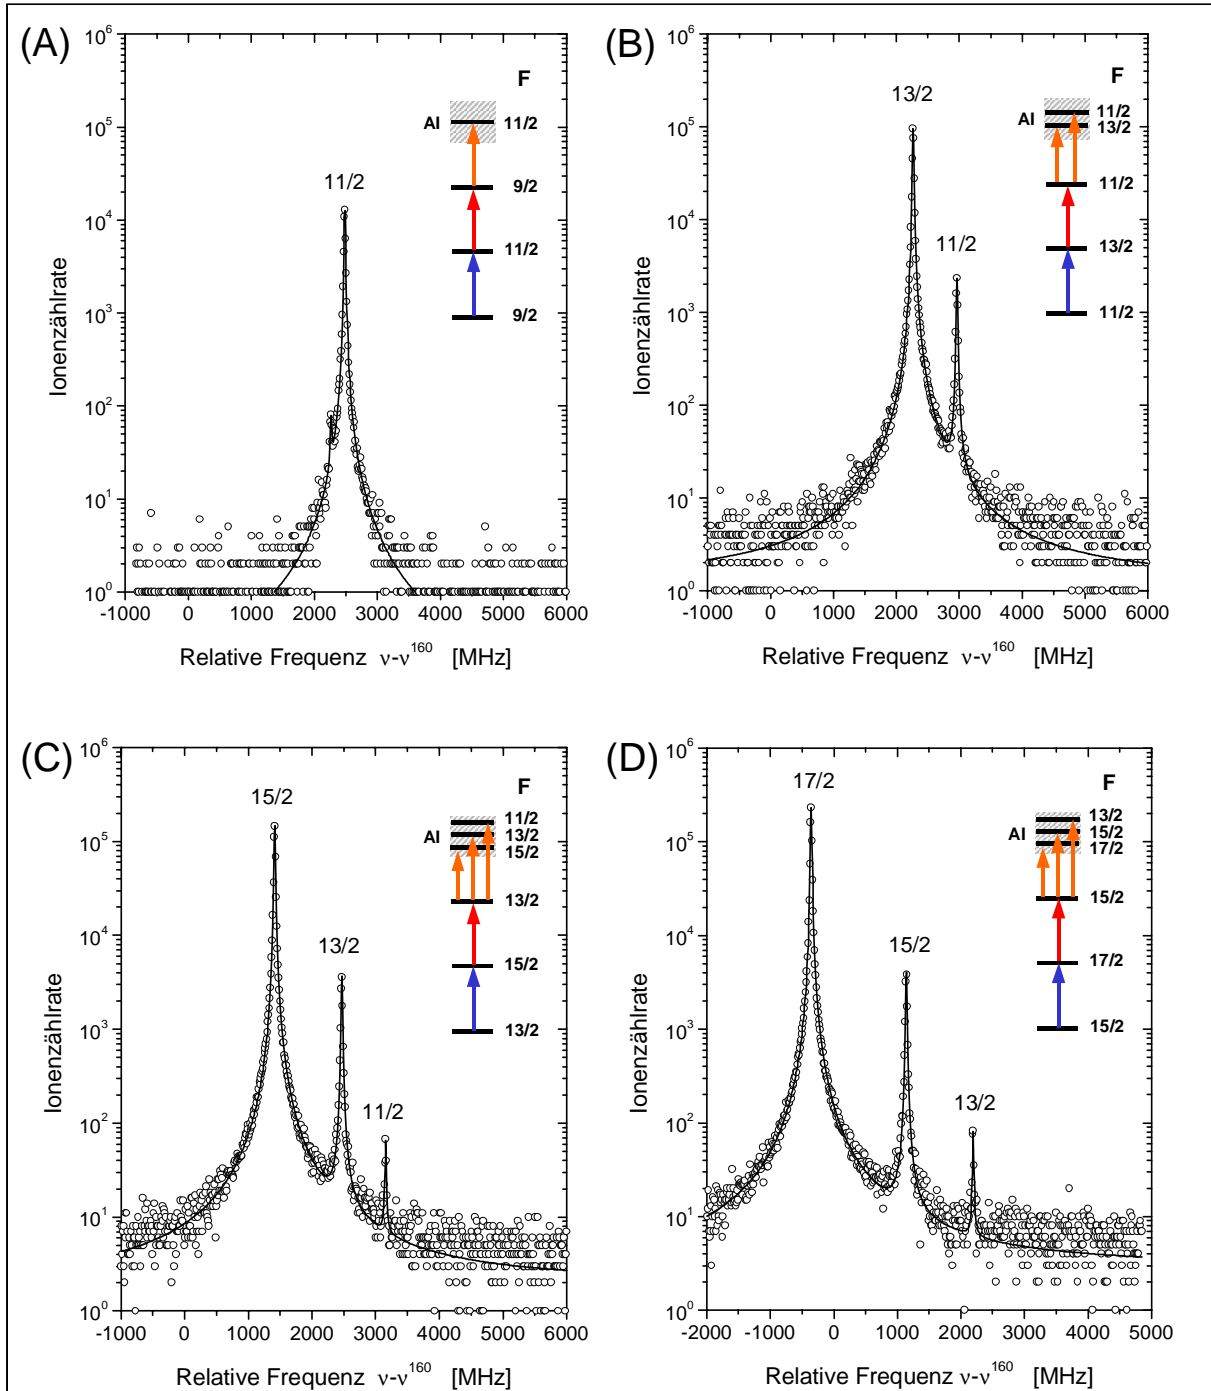 (A)
10^6
10^5
10^4
10^3
10^2
10^1
10^0
-1000 0 1000 2000 3000 4000 5000 6000
Ionenzählrate
Relative Frequenz ν-ν^160 [MHz]
11/2
F
AI
11/2
9/2
11/2
9/2
(B)
10^6
10^5
10^4
10^3
10^2
10^1
10^0
-1000 0 1000 2000 3000 4000 5000 6000
Ionenzählrate
Relative Frequenz ν-ν^160 [MHz]
13/2
11/2
F
AI
11/2
13/2
11/2
13/2
11/2
(C)
10^6
10^5
10^4
10^3
10^2
10^1
10^0
-1000 0 1000 2000 3000 4000 5000 6000
Ionenzählrate
Relative Frequenz ν-ν^160 [MHz]
15/2
13/2
11/2
F
AI
11/2
13/2
15/2
13/2
15/2
13/2
(D)
10^6
10^5
10^4
10^3
10^2
10^1
10^0
-2000 -1000 0 1000 2000 3000 4000 5000
Ionenzählrate
Relative Frequenz ν-ν^160 [MHz]
17/2
15/2
13/2
F
AI
13/2
15/2
17/2
15/2
17/2
15/2